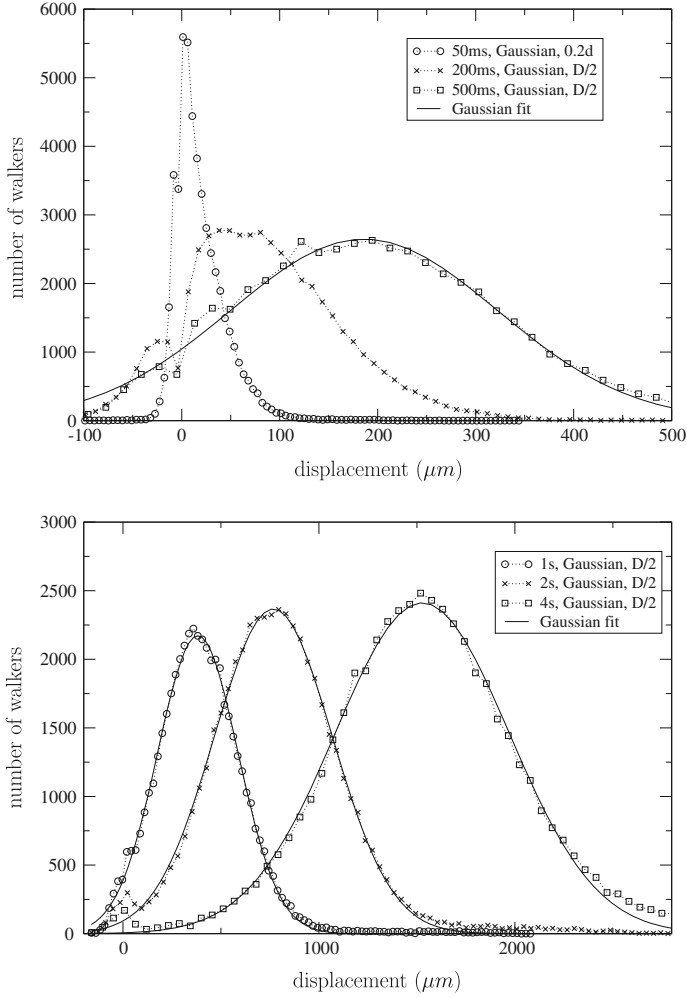 6000
5000
4000
3000
2000
1000
0
number of walkers
50ms, Gaussian, 0.2d
200ms, Gaussian, D/2
500ms, Gaussian, D/2
Gaussian fit
-100 0 100 200 300 400 500
displacement (μm)
3000
2500
2000
1500
1000
500
0
number of walkers
1s, Gaussian, D/2
2s, Gaussian, D/2
4s, Gaussian, D/2
Gaussian fit
0 1000 2000
displacement (μm)